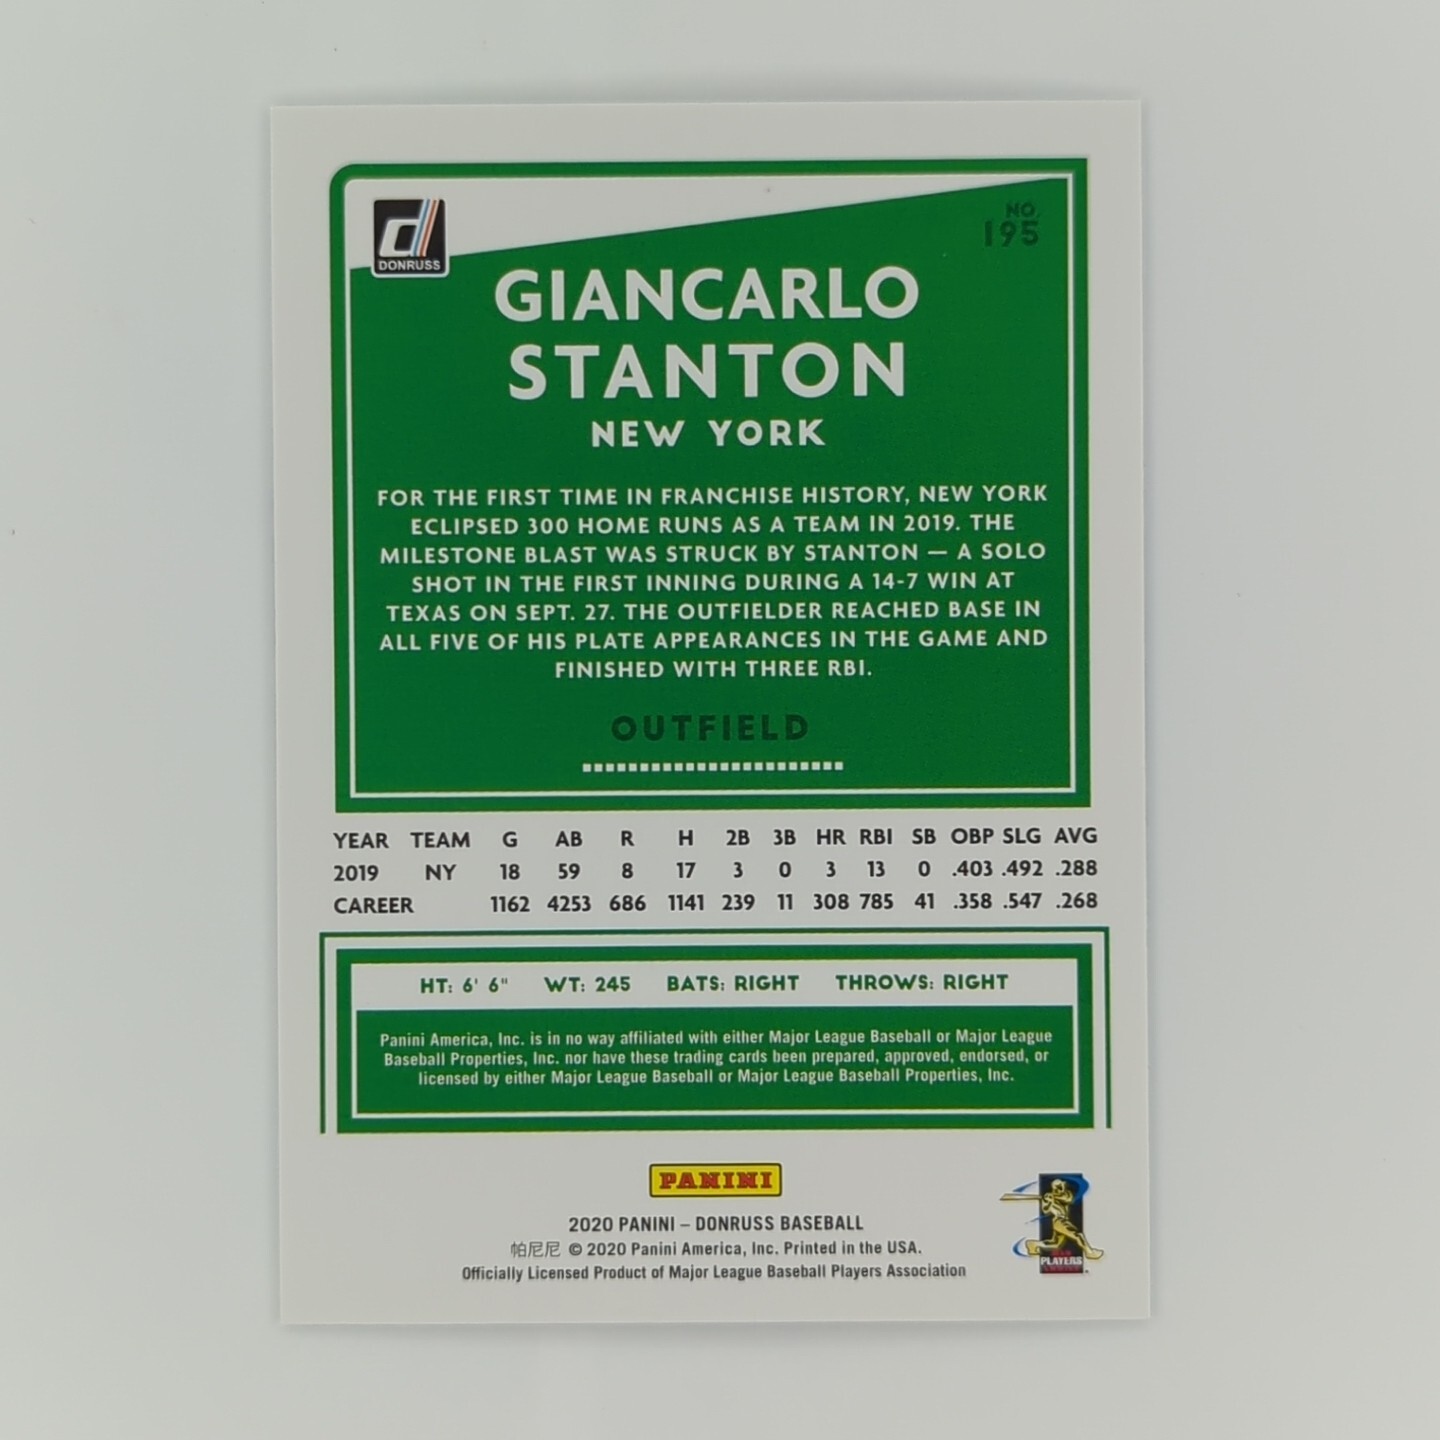 DONRUSS
NO.
195
GIANCARLO
STANTON
NEW YORK
FOR THE FIRST TIME IN FRANCHISE HISTORY, NEW YORK
ECLIPSED 300 HOME RUNS AS A TEAM IN 2019. THE
MILESTONE BLAST WAS STRUCK BY STANTON — A SOLO
SHOT IN THE FIRST INNING DURING A 14-7 WIN AT
TEXAS ON SEPT. 27. THE OUTFIELDER REACHED BASE IN
ALL FIVE OF HIS PLATE APPEARANCES IN THE GAME AND
FINISHED WITH THREE RBI.
OUTFIELD
YEAR TEAM G AB R H 2B 3B HR RBI SB OBP SLG AVG
2019 NY 18 59 8 17 3 0 3 13 0 .403 .492 .288
CAREER 1162 4253 686 1141 239 11 308 785 41 .358 .547 .268
HT: 6' 6" WT: 245 BATS: RIGHT THROWS: RIGHT
Panini America, Inc. is in no way affiliated with either Major League Baseball or Major League
Baseball Properties, Inc. nor have these trading cards been prepared, approved, endorsed, or
licensed by either Major League Baseball or Major League Baseball Properties, Inc.
PANINI
2020 PANINI – DONRUSS BASEBALL
帕尼尼 © 2020 Panini America, Inc. Printed in the USA.
Officially Licensed Product of Major League Baseball Players Association
PLAYERS